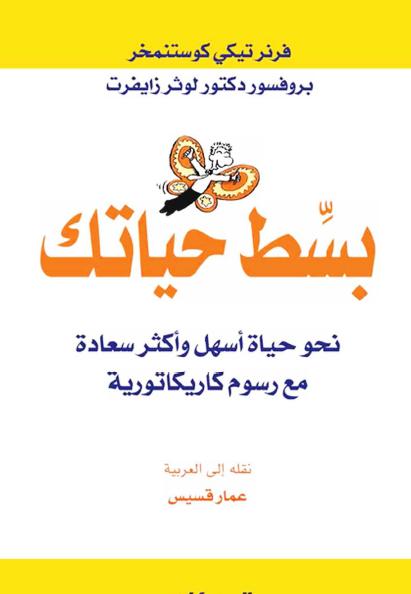 فرنر تيكي كوستنمخر
بروفسور دكتور لوثر زايفرت
بسِّط حياتك
نحو حياة أسهل وأكثر سعادة
مع رسوم گاريكاتورية
نقله إلى العربية
عمار قسيس